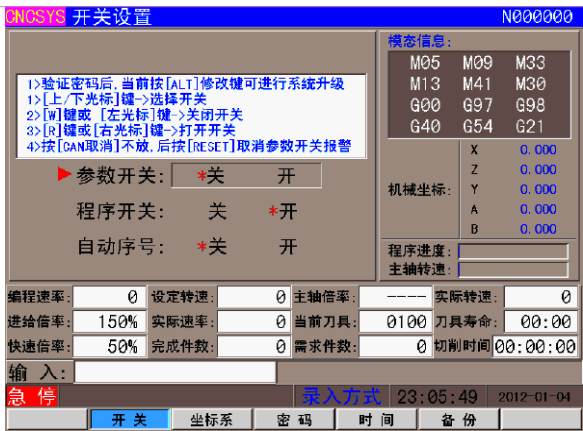 CNCSYS 开关设置 N000000
1>验证密码后,当前按[ALT]修改键可进行系统升级
1>[上/下光标]键->选择开关
2>[W]键或 [左光标]键->关闭开关
3>[R]键或[右光标]键->打开开关
4>按[CAN取消]不放,后按[RESET]取消参数开关报警
参数开关: *关 开
程序开关: 关 *开
自动序号: *关 开
模态信息:
M05 M09 M33
M13 M41 M30
G00 G97 G98
G40 G54 G21
机械坐标:
X 0.000
Z 0.000
Y 0.000
A 0.000
B 0.000
程序进度:
主轴转速:
编程速率: 0 设定转速: 0 主轴倍率: ---- 实际转速: 0
进给倍率: 150% 实际速率: 0 当前刀具: 0100 刀具寿命: 00:00
快速倍率: 50% 完成件数: 0 需求件数: 0 切削时间 00:00:00
输 入:
急 停 录入方式 23:05:49 2012-01-04
开 关 坐标系 密 码 时 间 备 份